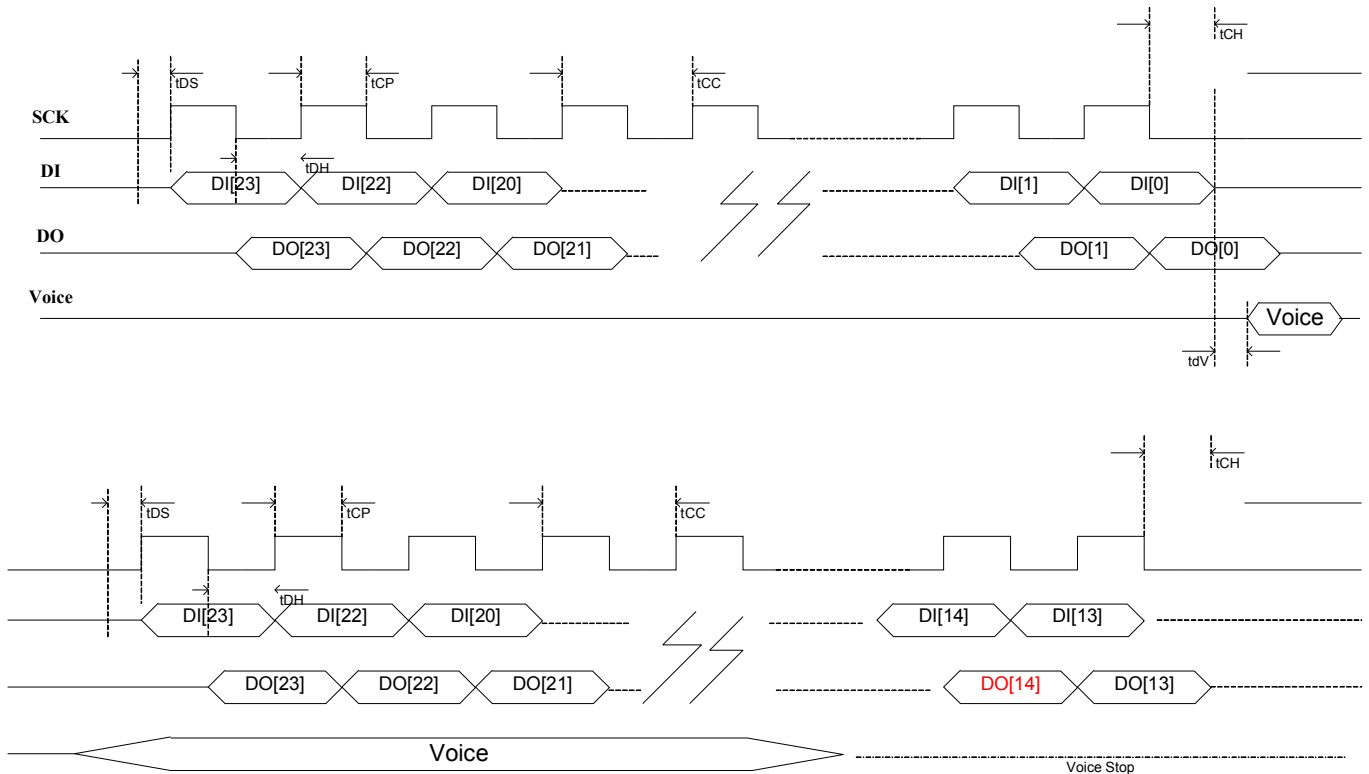 tCH
tDS tCP tCC
SCK
tDH
DI DI[23] DI[22] DI[20] DI[1] DI[0]
DO DO[23] DO[22] DO[21] DO[1] DO[0]
Voice Voice
tdV
tCH
tDS tCP tCC
tDH
DI[23] DI[22] DI[20] DI[14] DI[13]
DO[23] DO[22] DO[21] DO[14] DO[13]
Voice
Voice Stop